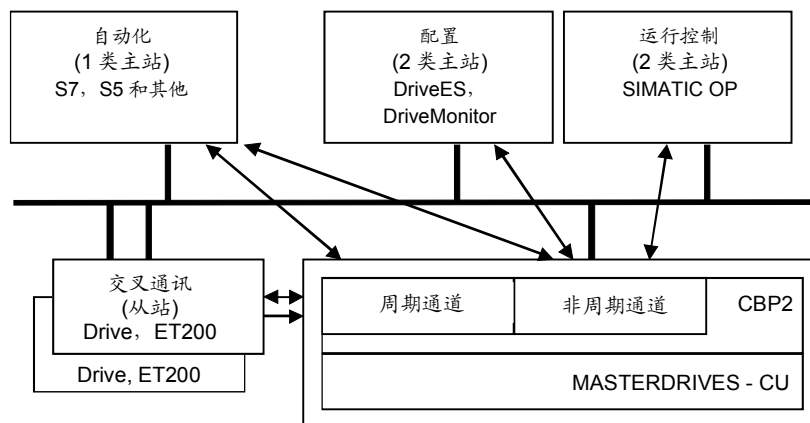 自动化
(1 类主站)
S7，S5 和其他
配置
(2 类主站)
DriveES，
DriveMonitor
运行控制
(2 类主站)
SIMATIC OP
交叉通讯
(从站)
Drive，ET200
Drive, ET200
周期通道
非周期通道
CBP2
MASTERDRIVES - CU